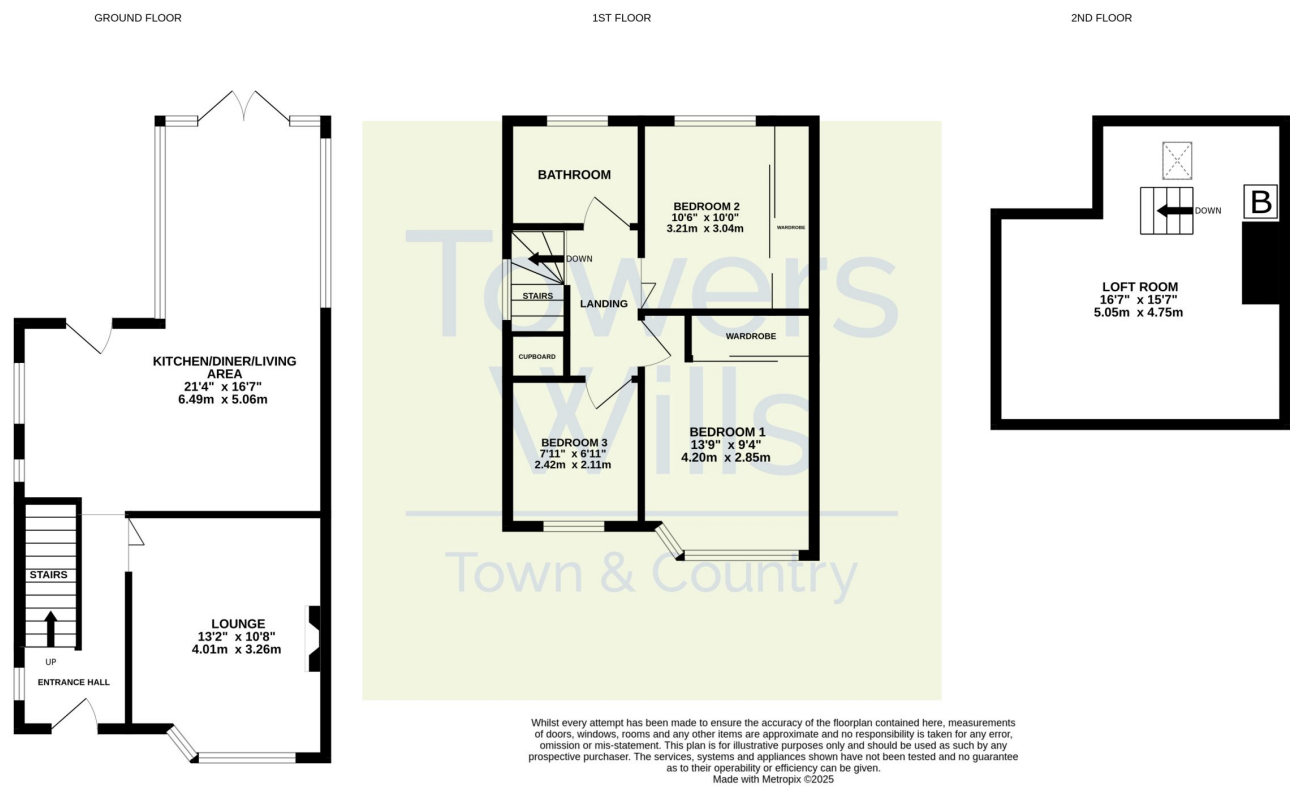 GROUND FLOOR
1ST FLOOR
2ND FLOOR
KITCHEN/DINER/LIVING
AREA
21'4" x 16'7"
6.49m x 5.06m
STAIRS
UP
ENTRANCE HALL
LOUNGE
13'2" x 10'8"
4.01m x 3.26m
BATHROOM
BEDROOM 2
10'6" x 10'0"
3.21m x 3.04m
WARDROBE
DOWN
STAIRS
LANDING
CUPBOARD
WARDROBE
BEDROOM 3
7'11" x 6'11"
2.42m x 2.11m
BEDROOM 1
13'9" x 9'4"
4.20m x 2.85m
Towers
Wills
Town & Country
B
DOWN
LOFT ROOM
16'7" x 15'7"
5.05m x 4.75m
Whilst every attempt has been made to ensure the accuracy of the floorplan contained here, measurements
of doors, windows, rooms and any other items are approximate and no responsibility is taken for any error,
omission or mis-statement. This plan is for illustrative purposes only and should be used as such by any
prospective purchaser. The services, systems and appliances shown have not been tested and no guarantee
as to their operability or efficiency can be given.
Made with Metropix ©2025